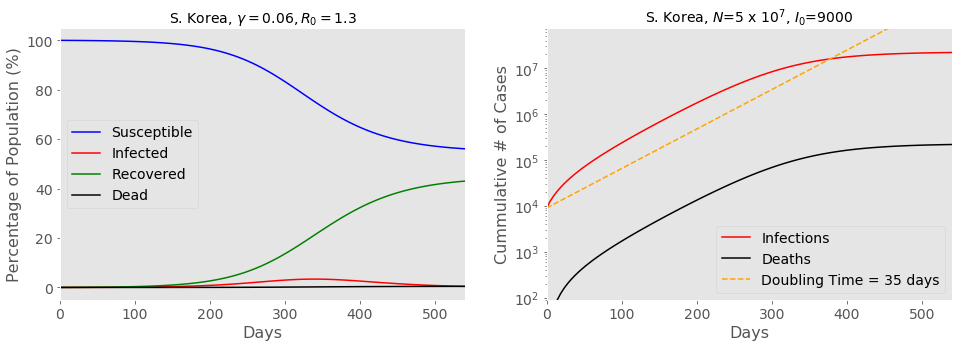 S. Korea, γ = 0.06, R₀ = 1.3
Percentage of Population (%)
100
80
60
40
20
0
Susceptible
Infected
Recovered
Dead
0 100 200 300 400 500
Days
S. Korea, N=5 x 10⁷, I₀=9000
Cummulative # of Cases
10⁷
10⁶
10⁵
10⁴
10³
10²
Infections
Deaths
Doubling Time = 35 days
0 100 200 300 400 500
Days